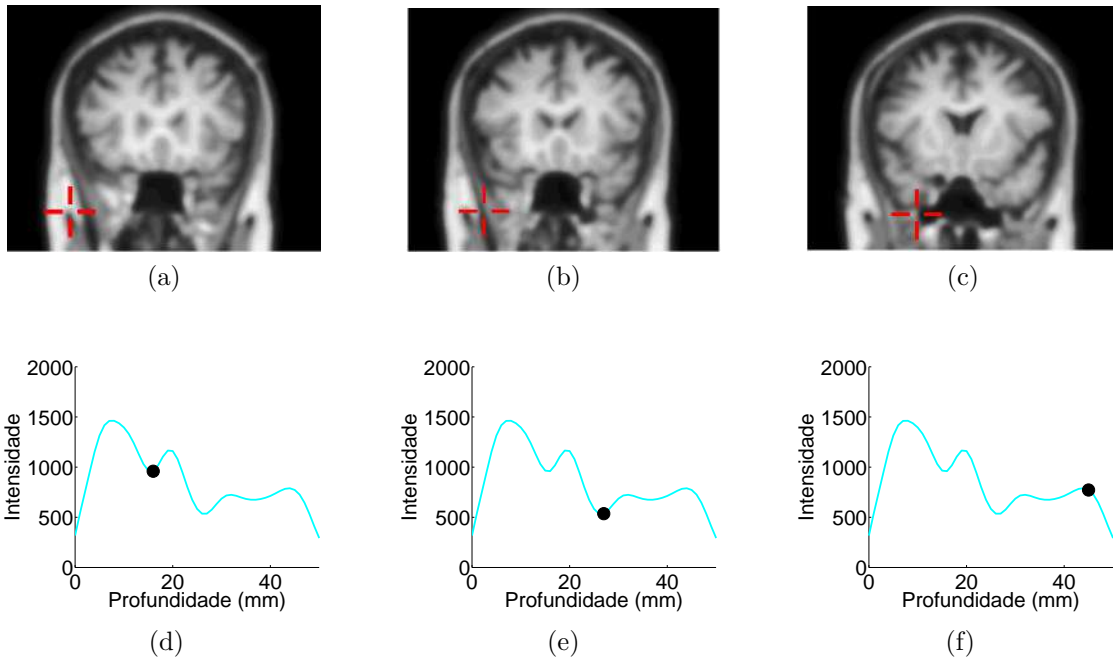 (a) (b) (c)
2000 2000 2000
1500 1500 1500
1000 1000 1000
500 500 500
0 0 0
Intensidade Intensidade Intensidade
0 20 40 0 20 40 0 20 40
Profundidade (mm) Profundidade (mm) Profundidade (mm)
(d) (e) (f)